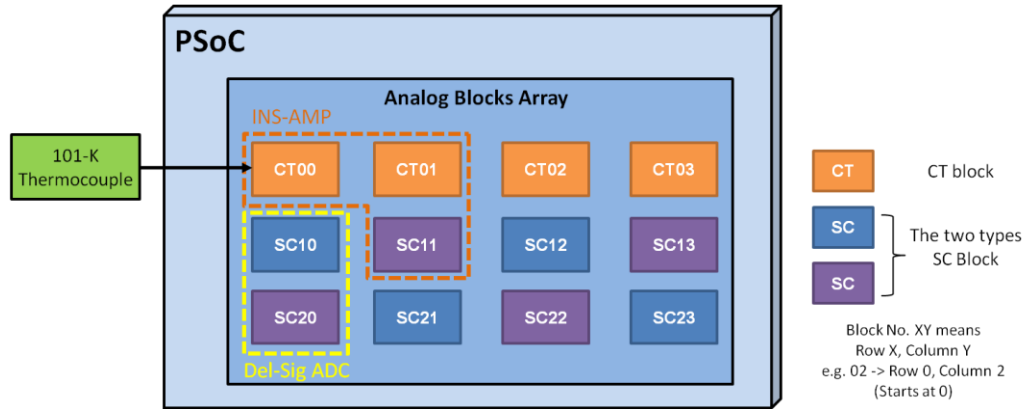 PSoC
Analog Blocks Array
INS-AMP
101-K
Thermocouple
CT00 CT01 CT02 CT03
SC10 SC11 SC12 SC13
SC20 SC21 SC22 SC23
Del-Sig ADC
CT CT block
SC
SC
The two types
SC Block
Block No. XY means
Row X, Column Y
e.g. 02 -> Row 0, Column 2
(Starts at 0)